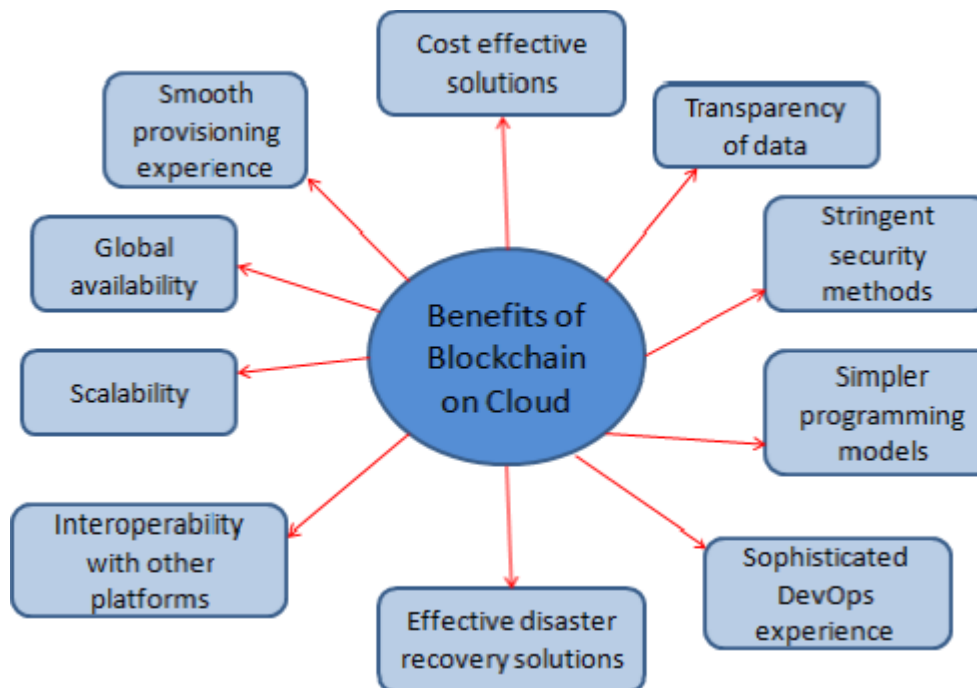 Cost effective
solutions
Smooth
provisioning
experience
Transparency
of data
Stringent
security
methods
Global
availability
Benefits of
Blockchain
on Cloud
Scalability
Simpler
programming
models
Interoperability
with other
platforms
Sophisticated
DevOps
experience
Effective disaster
recovery solutions